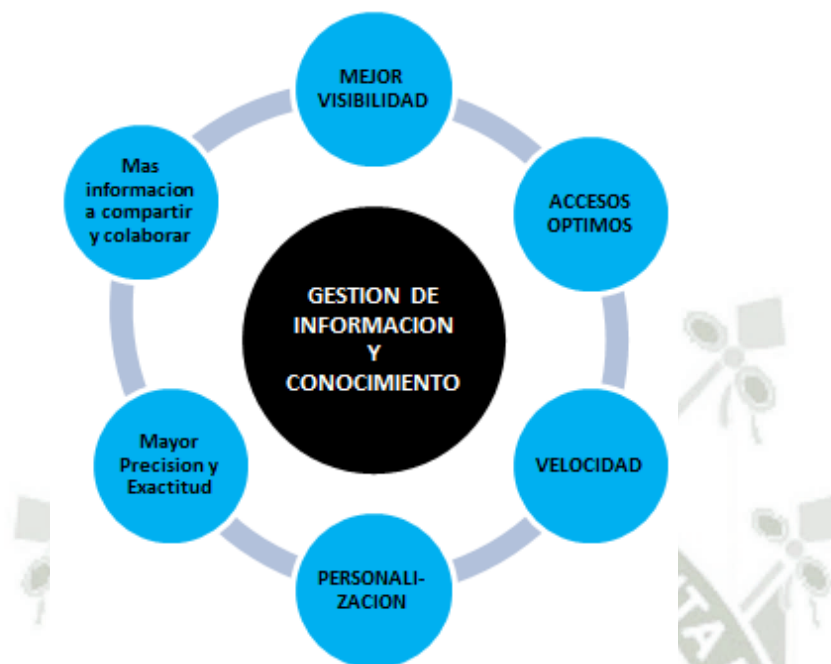 MEJOR
VISIBILIDAD
ACCESOS
OPTIMOS
VELOCIDAD
PERSONALI-
ZACION
Mayor
Precision y
Exactitud
Mas
informacion
a compartir
y colaborar
GESTION DE
INFORMACION
Y
CONOCIMIENTO